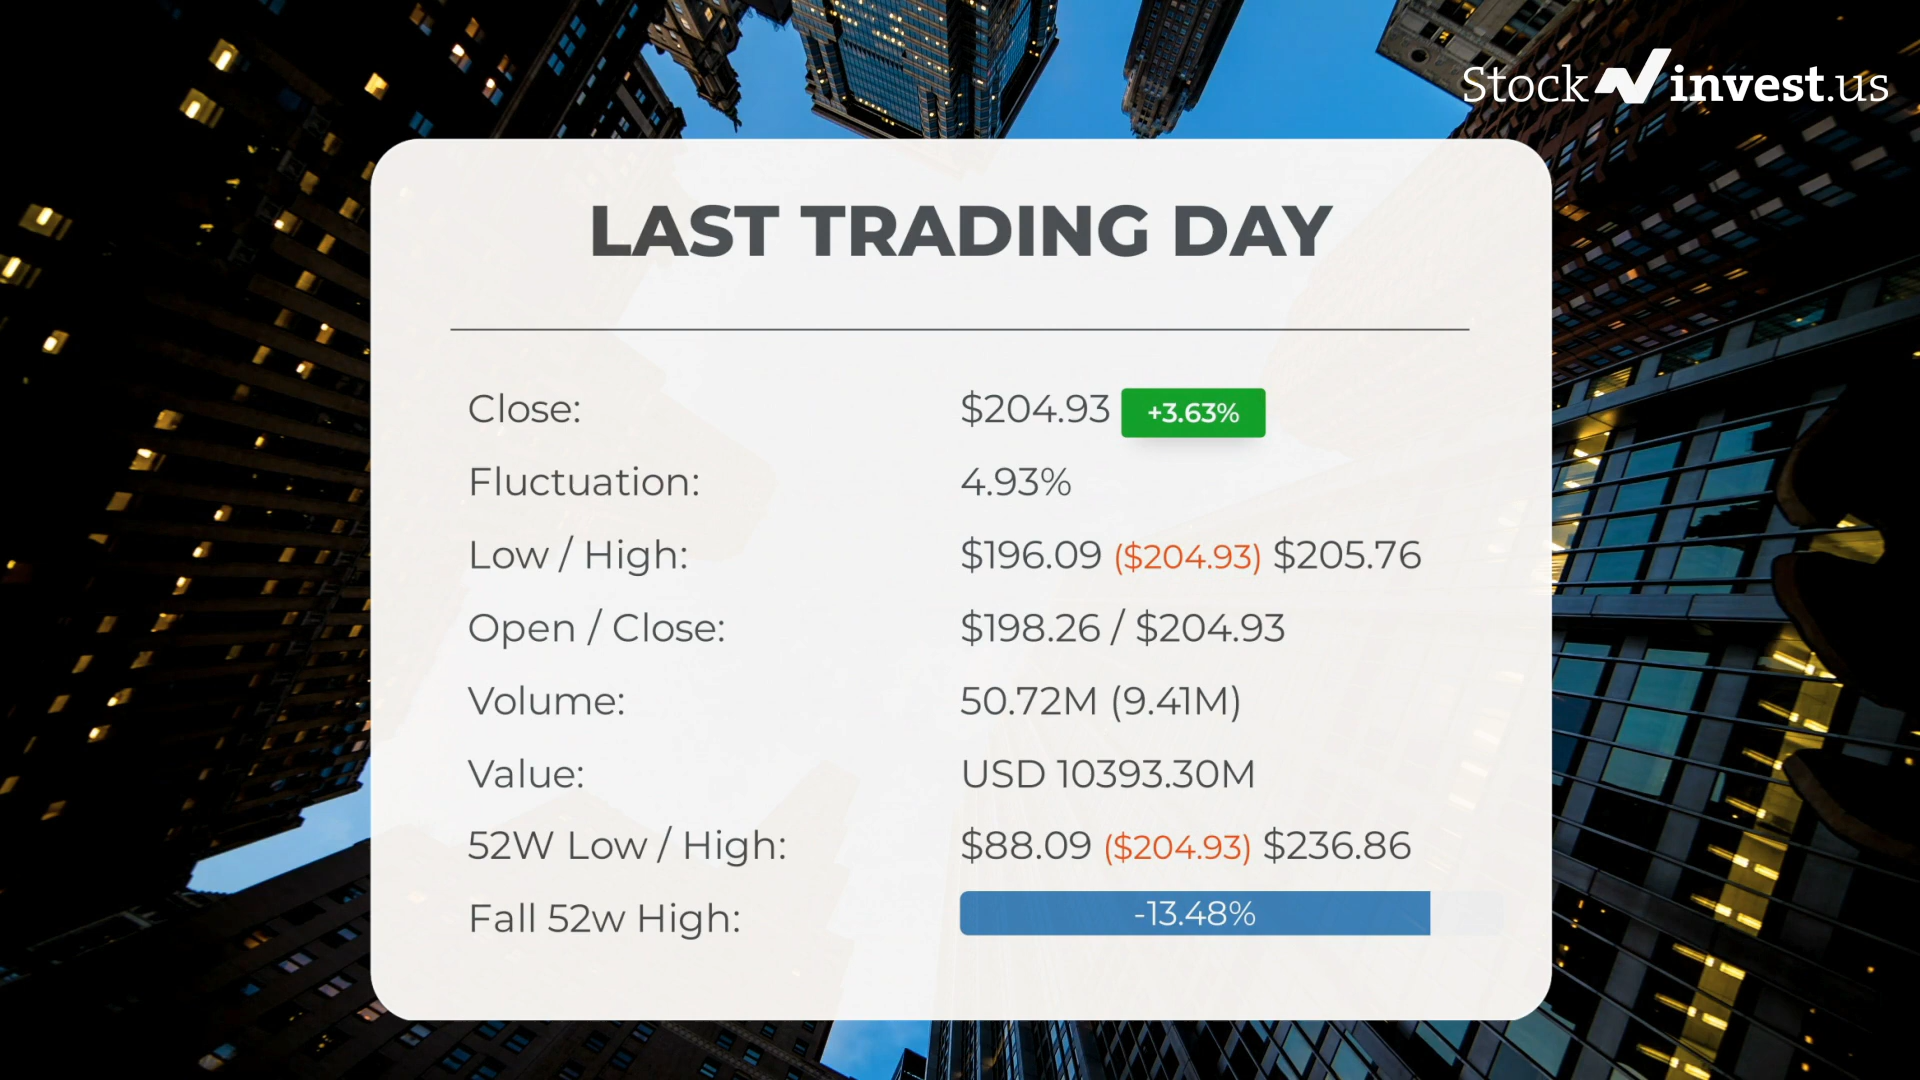 Stock invest.us
LAST TRADING DAY
Close: $204.93 +3.63%
Fluctuation: 4.93%
Low / High: $196.09 ($204.93) $205.76
Open / Close: $198.26 / $204.93
Volume: 50.72M (9.41M)
Value: USD 10393.30M
52W Low / High: $88.09 ($204.93) $236.86
Fall 52w High: -13.48%